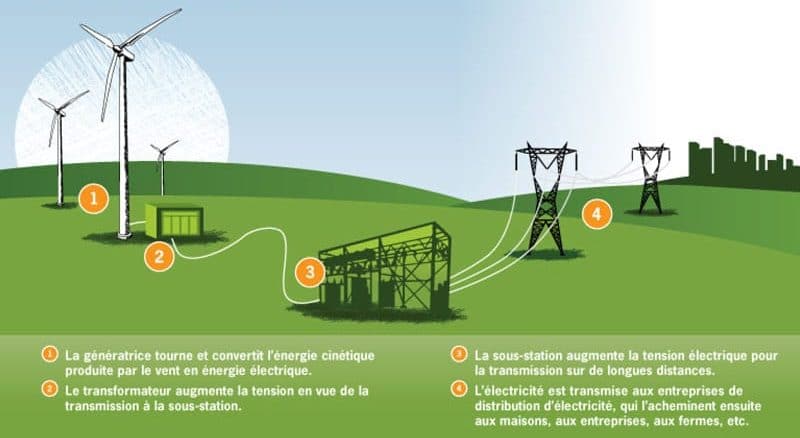 1
2
3
4
1 La génératrice tourne et convertit l'énergie cinétique
produite par le vent en énergie électrique.
2 Le transformateur augmente la tension en vue de la
transmission à la sous-station.
3 La sous-station augmente la tension électrique pour
la transmission sur de longues distances.
4 L'électricité est transmise aux entreprises de
distribution d'électricité, qui l'acheminent ensuite
aux maisons, aux entreprises, aux fermes, etc.